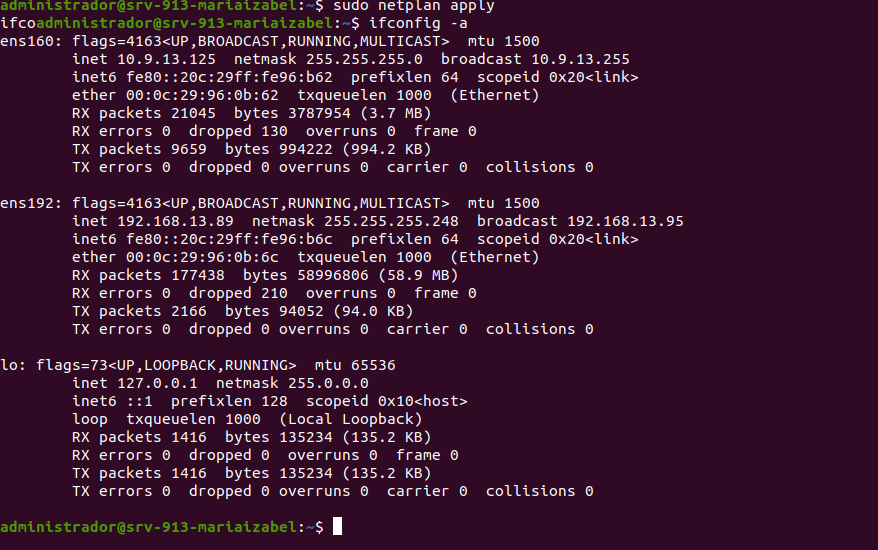 administrador@srv-913-mariaizabel:~$ sudo netplan apply
ifcoadministrador@srv-913-mariaizabel:~$ ifconfig -a
ens160: flags=4163<UP,BROADCAST,RUNNING,MULTICAST>  mtu 1500
        inet 10.9.13.125  netmask 255.255.255.0  broadcast 10.9.13.255
        inet6 fe80::20c:29ff:fe96:b62  prefixlen 64  scopeid 0x20<link>
        ether 00:0c:29:96:0b:62  txqueuelen 1000  (Ethernet)
        RX packets 21045  bytes 3787954 (3.7 MB)
        RX errors 0  dropped 130  overruns 0  frame 0
        TX packets 9659  bytes 994222 (994.2 KB)
        TX errors 0  dropped 0 overruns 0  carrier 0  collisions 0

ens192: flags=4163<UP,BROADCAST,RUNNING,MULTICAST>  mtu 1500
        inet 192.168.13.89  netmask 255.255.255.248  broadcast 192.168.13.95
        inet6 fe80::20c:29ff:fe96:b6c  prefixlen 64  scopeid 0x20<link>
        ether 00:0c:29:96:0b:6c  txqueuelen 1000  (Ethernet)
        RX packets 177438  bytes 58996806 (58.9 MB)
        RX errors 0  dropped 210  overruns 0  frame 0
        TX packets 2166  bytes 94052 (94.0 KB)
        TX errors 0  dropped 0 overruns 0  carrier 0  collisions 0

lo: flags=73<UP,LOOPBACK,RUNNING>  mtu 65536
        inet 127.0.0.1  netmask 255.0.0.0
        inet6 ::1  prefixlen 128  scopeid 0x10<host>
        loop  txqueuelen 1000  (Local Loopback)
        RX packets 1416  bytes 135234 (135.2 KB)
        RX errors 0  dropped 0  overruns 0  frame 0
        TX packets 1416  bytes 135234 (135.2 KB)
        TX errors 0  dropped 0 overruns 0  carrier 0  collisions 0

administrador@srv-913-mariaizabel:~$